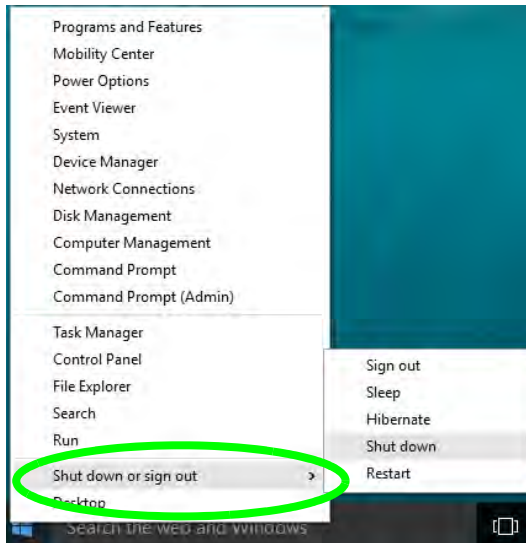 Programs and Features
Mobility Center
Power Options
Event Viewer
System
Device Manager
Network Connections
Disk Management
Computer Management
Command Prompt
Command Prompt (Admin)
Task Manager
Control Panel
File Explorer
Search
Run
Shut down or sign out
Desktop
Sign out
Sleep
Hibernate
Shut down
Restart
Search the web and Windows